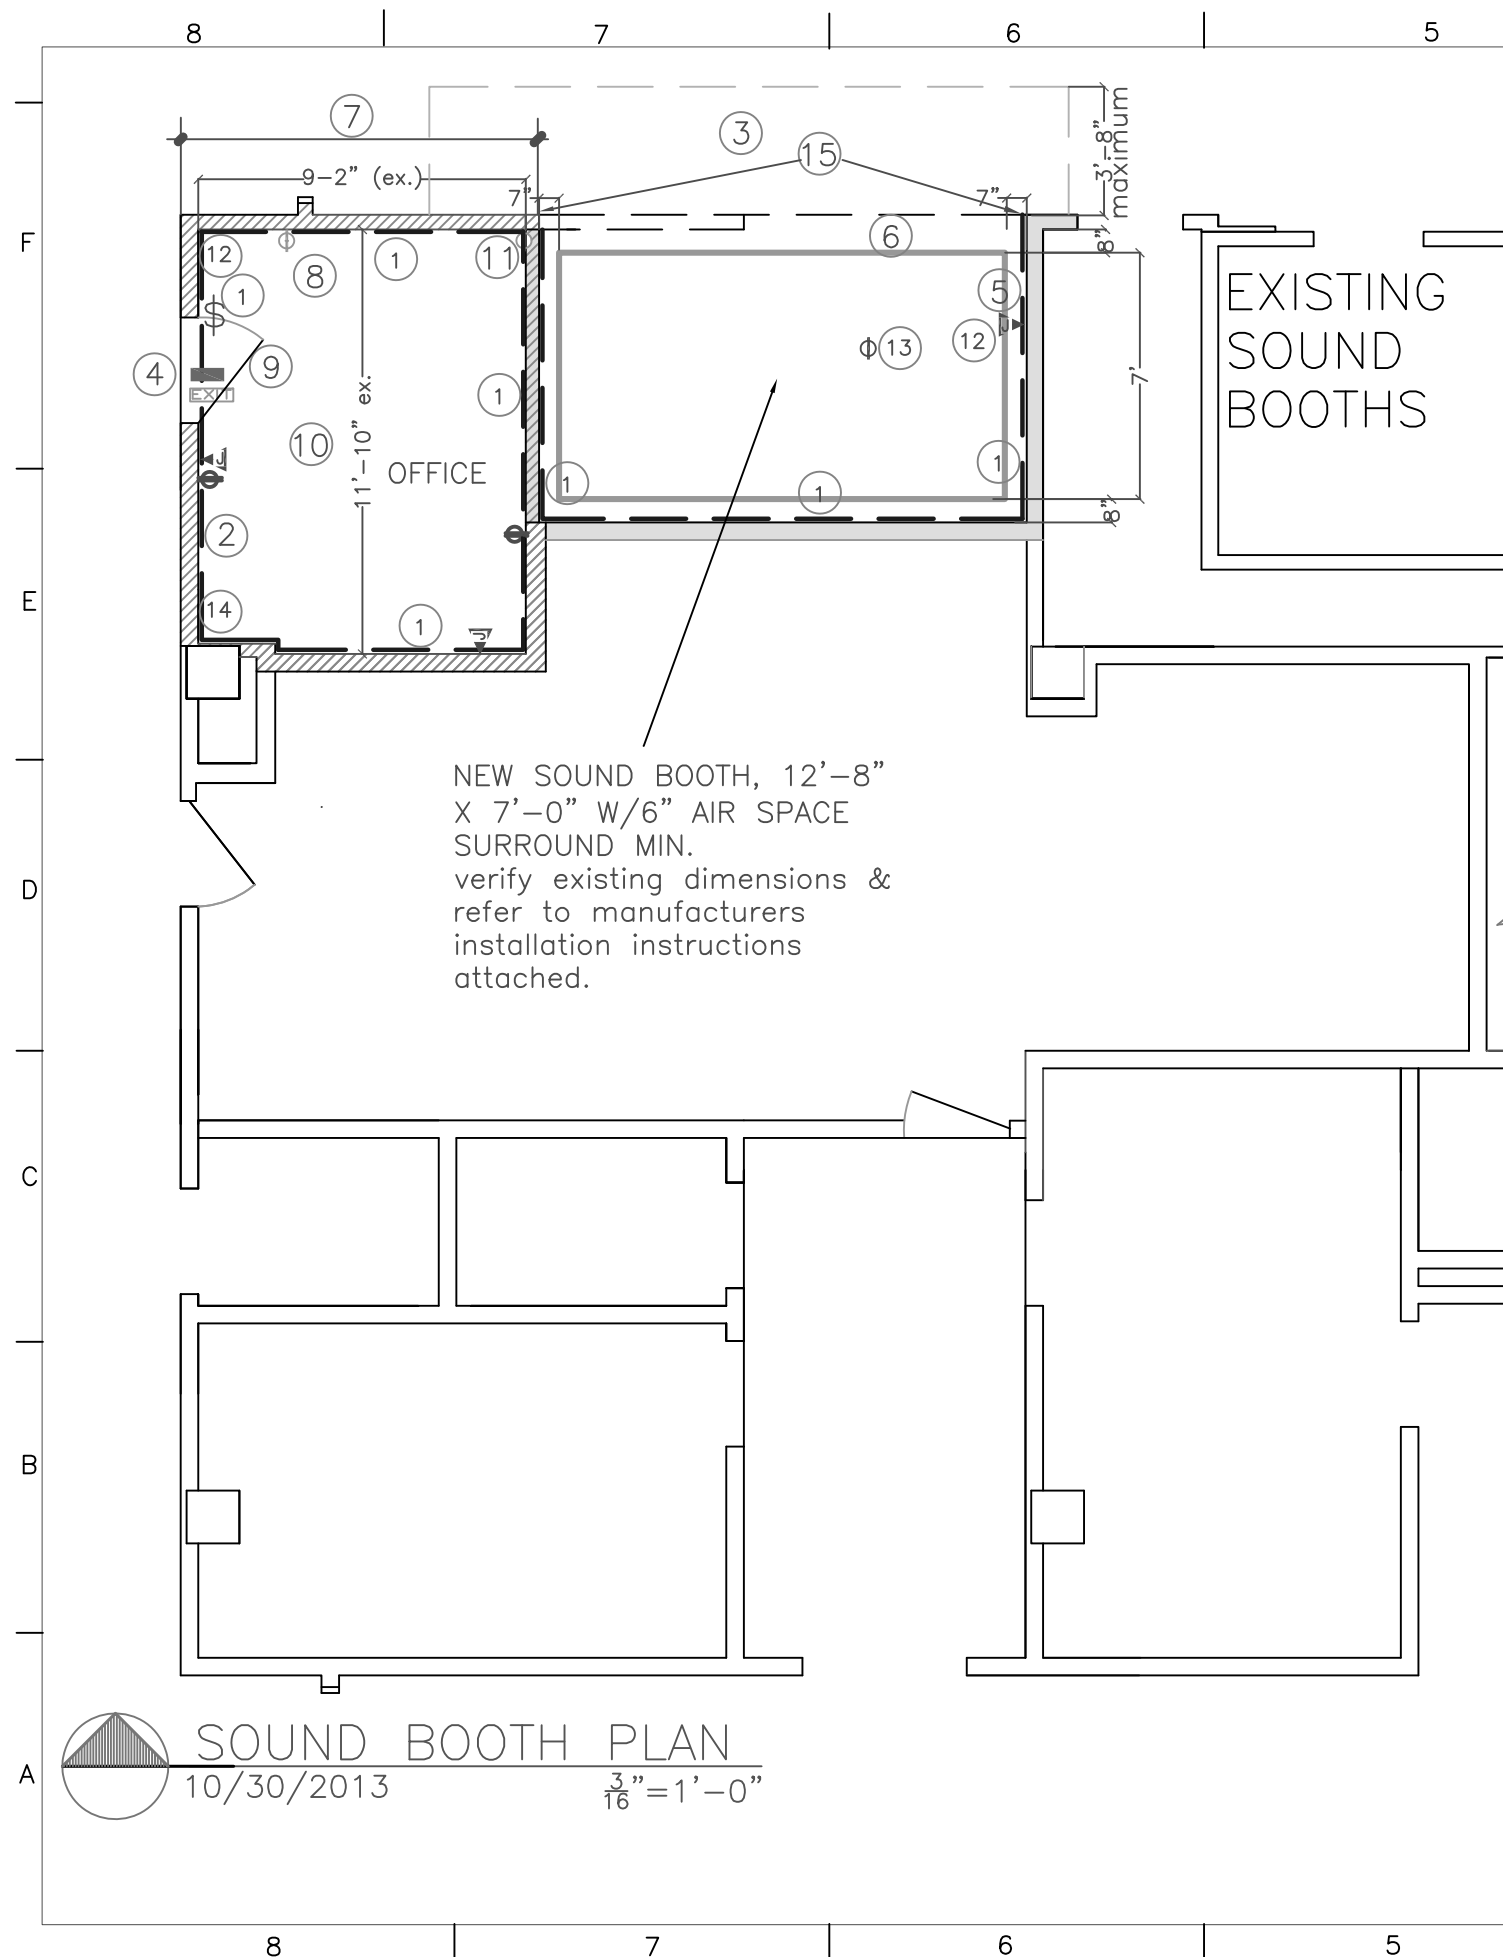 8 7 6 5
7
3
15
3'-8"
maximum
9-2" (ex.)
7" 7"
F
6
8"
12
1
11
8
1
5
$
EXISTING
SOUND
BOOTHS
4
9
EXIT
13
12
7'
1
10
11'-10" ex.
OFFICE
J
J
1
1
1
8"
2
E
14
1
J
NEW SOUND BOOTH, 12'-8"
X 7'-0" W/6" AIR SPACE
SURROUND MIN.
verify existing dimensions &
refer to manufacturers
installation instructions
attached.
D
C
B
A
SOUND BOOTH PLAN
10/30/2013 3/16"=1'-0"
8 7 6 5